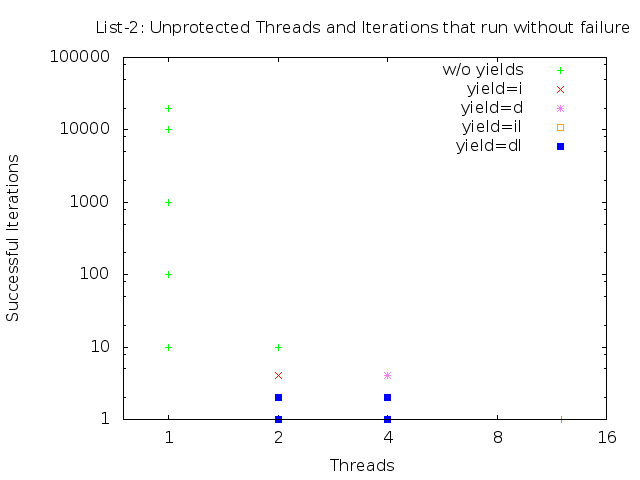 List-2: Unprotected Threads and Iterations that run without failure
100000
10000
1000
100
10
1
Successful Iterations
w/o yields
yield=i
yield=d
yield=il
yield=dl
1 2 4 8 16
Threads